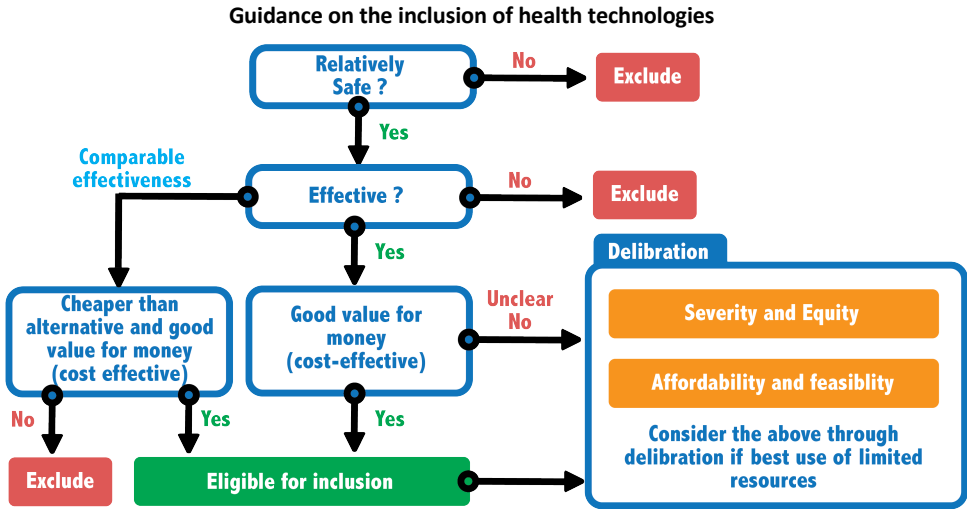 Guidance on the inclusion of health technologies
Relatively
Safe ?
No
Exclude
Yes
Comparable
effectiveness
Effective ?
No
Exclude
Yes
Delibration
Cheaper than
alternative and good
value for money
(cost effective)
Good value for
money
(cost-effective)
Unclear
No
Severity and Equity
Affordability and feasiblity
Consider the above through
delibration if best use of limited
resources
No
Yes
Yes
Exclude
Eligible for inclusion